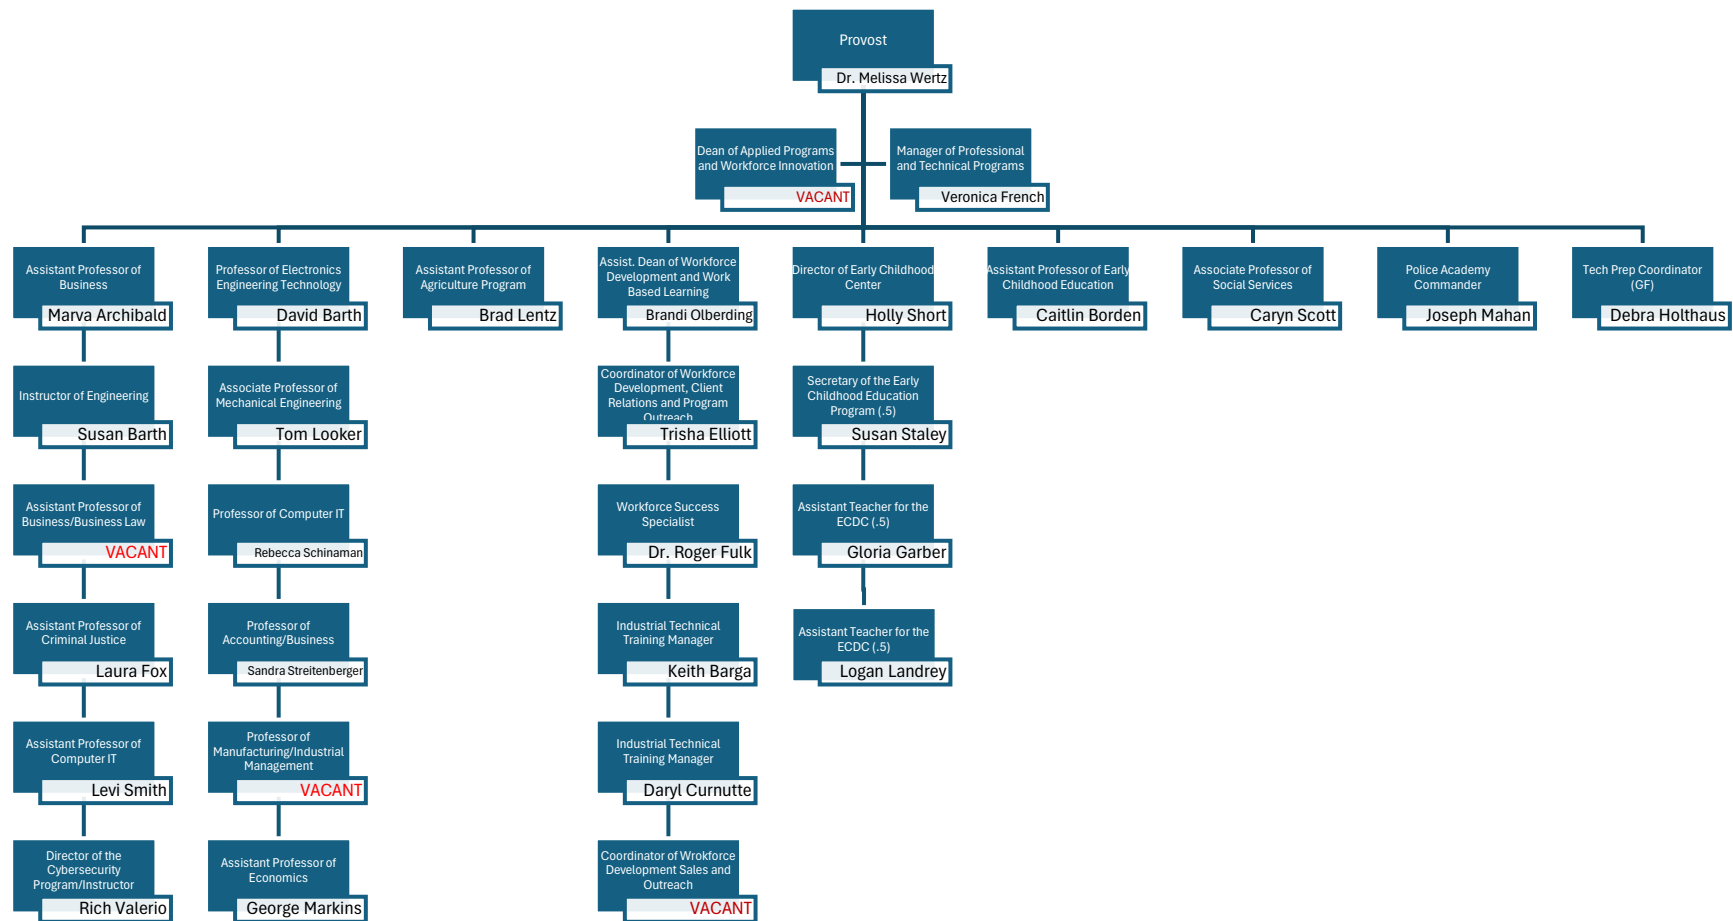 Provost
Dr. Melissa Wertz
Dean of Applied Programs
and Workforce Innovation
VACANT
Manager of Professional
and Technical Programs
Veronica French
Assistant Professor of
Business
Marva Archibald
Professor of Electronics
Engineering Technology
David Barth
Assistant Professor of
Agriculture Program
Brad Lentz
Assist. Dean of Workforce
Development and Work
Based Learning
Brandi Olberding
Director of Early Childhood
Center
Holly Short
Assistant Professor of Early
Childhood Education
Caitlin Borden
Associate Professor of
Social Services
Caryn Scott
Police Academy
Commander
Joseph Mahan
Tech Prep Coordinator
(GF)
Debra Holthaus
Instructor of Engineering
Susan Barth
Associate Professor of
Mechanical Engineering
Tom Looker
Coordinator of Workforce
Development, Client
Relations and Program
Outreach
Trisha Elliott
Secretary of the Early
Childhood Education
Program (.5)
Susan Staley
Assistant Professor of
Business/Business Law
VACANT
Professor of Computer IT
Rebecca Schinaman
Workforce Success
Specialist
Dr. Roger Fulk
Assistant Teacher for the
ECDC (.5)
Gloria Garber
Assistant Professor of
Criminal Justice
Laura Fox
Professor of
Accounting/Business
Sandra Streitenberger
Industrial Technical
Training Manager
Keith Barga
Assistant Teacher for the
ECDC (.5)
Logan Landrey
Assistant Professor of
Computer IT
Levi Smith
Professor of
Manufacturing/Industrial
Management
VACANT
Industrial Technical
Training Manager
Daryl Curnutte
Director of the
Cybersecurity
Program/Instructor
Rich Valerio
Assistant Professor of
Economics
George Markins
Coordinator of Wrokforce
Development Sales and
Outreach
VACANT